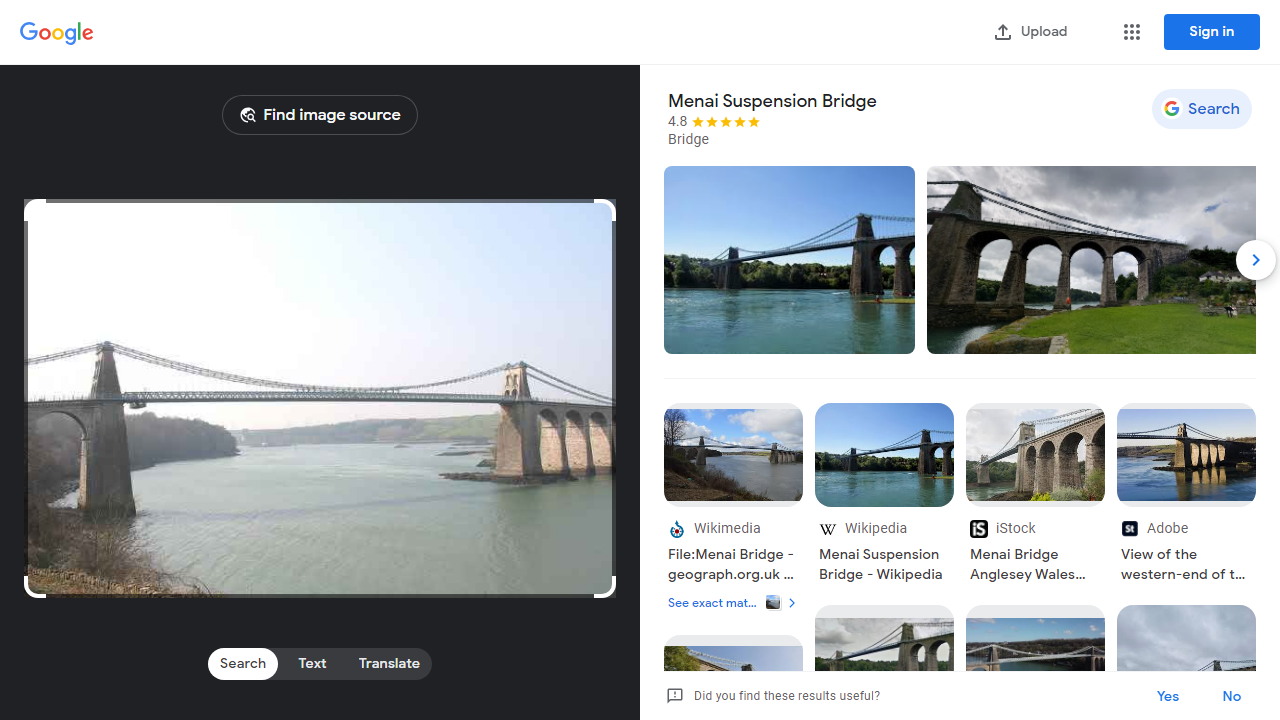 Google
Upload
Sign in
Find image source
Menai Suspension Bridge
4.8
Bridge
Search
Wikimedia
File:Menai Bridge -
geograph.org.uk ...
See exact mat...
Wikipedia
Menai Suspension
Bridge - Wikipedia
iS
iStock
Menai Bridge
Anglesey Wales...
St
Adobe
View of the
western-end of t...
Search
Text
Translate
Did you find these results useful?
Yes
No